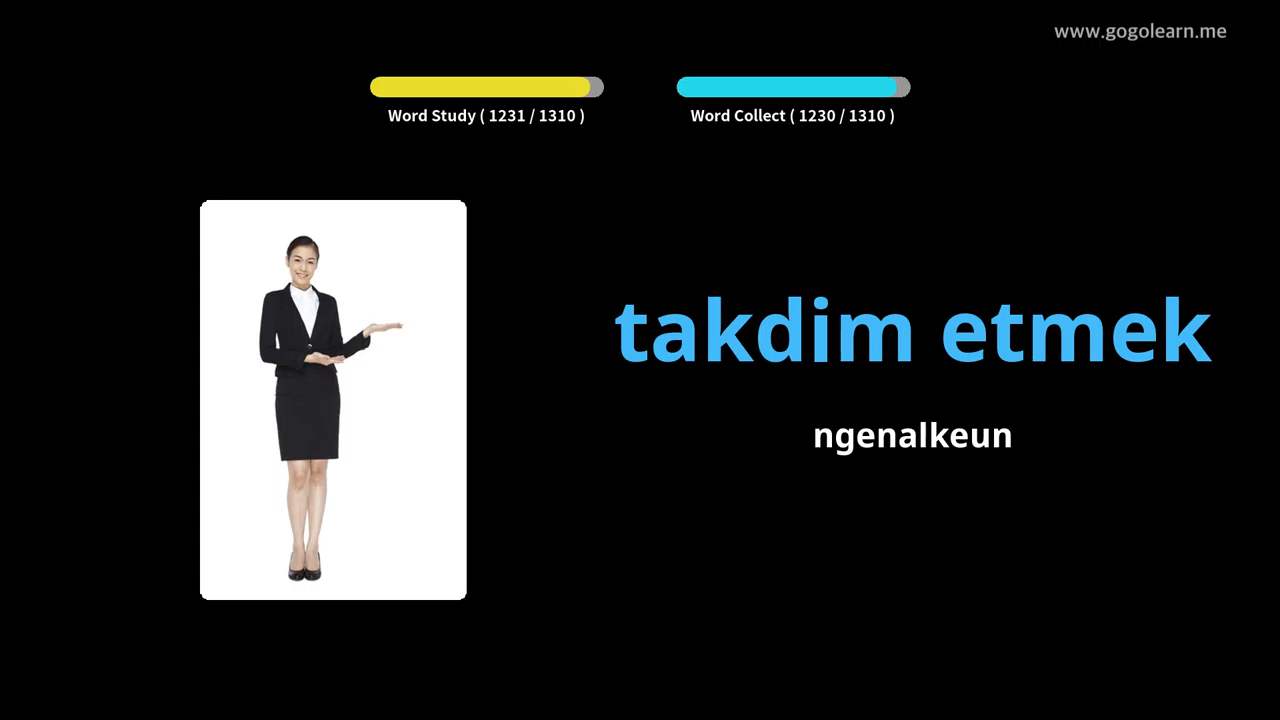 www.gogolearn.me
Word Study ( 1231 / 1310 )
Word Collect ( 1230 / 1310 )
takdim etmek
ngenalkeun